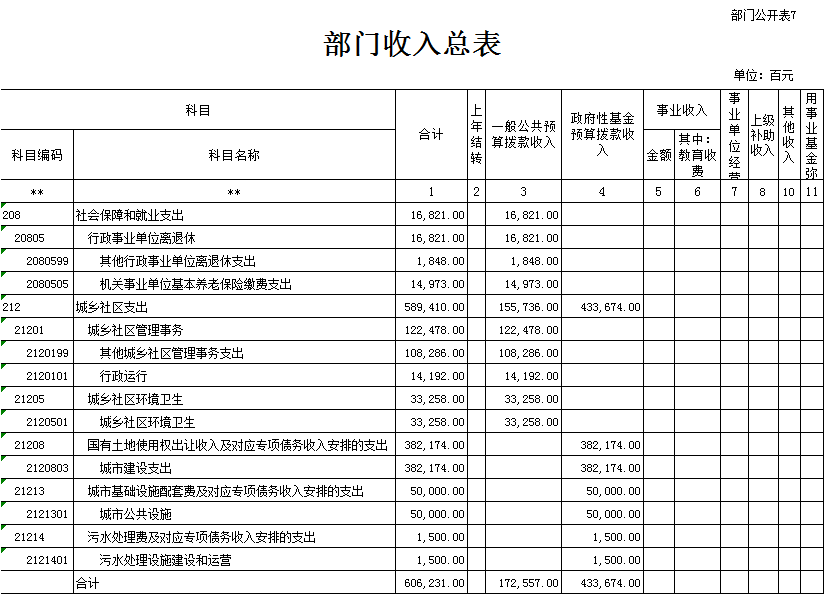 部门公开表7
部门收入总表
单位：百元
科目 合计 上年结转 一般公共预算拨款收入 政府性基金预算拨款收入 事业收入 事业单位经营 上级补助收入 其他收入 用事业基金弥
科目编码 科目名称 金额 其中：教育收费
** ** 1 2 3 4 5 6 7 8 10 11
208 社会保障和就业支出 16,821.00 16,821.00
20805 行政事业单位离退休 16,821.00 16,821.00
2080599 其他行政事业单位离退休支出 1,848.00 1,848.00
2080505 机关事业单位基本养老保险缴费支出 14,973.00 14,973.00
212 城乡社区支出 589,410.00 155,736.00 433,674.00
21201 城乡社区管理事务 122,478.00 122,478.00
2120199 其他城乡社区管理事务支出 108,286.00 108,286.00
2120101 行政运行 14,192.00 14,192.00
21205 城乡社区环境卫生 33,258.00 33,258.00
2120501 城乡社区环境卫生 33,258.00 33,258.00
21208 国有土地使用权出让收入及对应专项债务收入安排的支出 382,174.00 382,174.00
2120803 城市建设支出 382,174.00 382,174.00
21213 城市基础设施配套费及对应专项债务收入安排的支出 50,000.00 50,000.00
2121301 城市公共设施 50,000.00 50,000.00
21214 污水处理费及对应专项债务收入安排的支出 1,500.00 1,500.00
2121401 污水处理设施建设和运营 1,500.00 1,500.00
合计 606,231.00 172,557.00 433,674.00